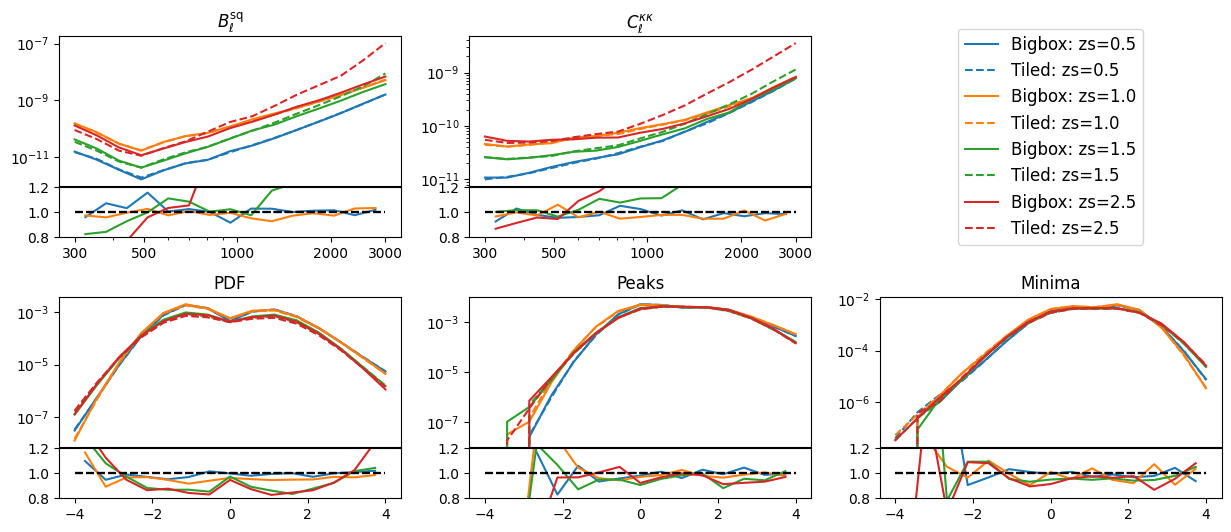 B_ℓ^sq
10⁻⁷
10⁻⁹
10⁻¹¹
1.2
1.0
0.8
300 500 1000 2000 3000
C_ℓ^κκ
10⁻⁹
10⁻¹⁰
10⁻¹¹
1.2
1.0
0.8
300 500 1000 2000 3000
Bigbox: zs=0.5
Tiled: zs=0.5
Bigbox: zs=1.0
Tiled: zs=1.0
Bigbox: zs=1.5
Tiled: zs=1.5
Bigbox: zs=2.5
Tiled: zs=2.5
PDF
10⁻³
10⁻⁵
10⁻⁷
1.2
1.0
0.8
−4 −2 0 2 4
Peaks
10⁻³
10⁻⁵
10⁻⁷
1.2
1.0
0.8
−4 −2 0 2 4
Minima
10⁻²
10⁻⁴
10⁻⁶
1.2
1.0
0.8
−4 −2 0 2 4